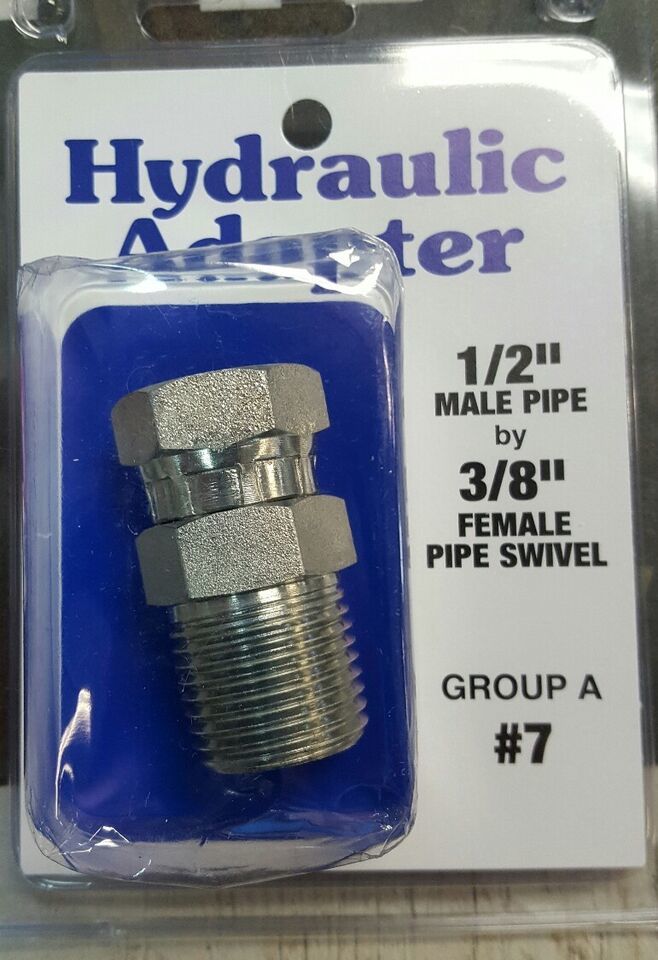 Hydraulic
Adapter
1/2"
MALE PIPE
by
3/8"
FEMALE
PIPE SWIVEL
GROUP A
#7